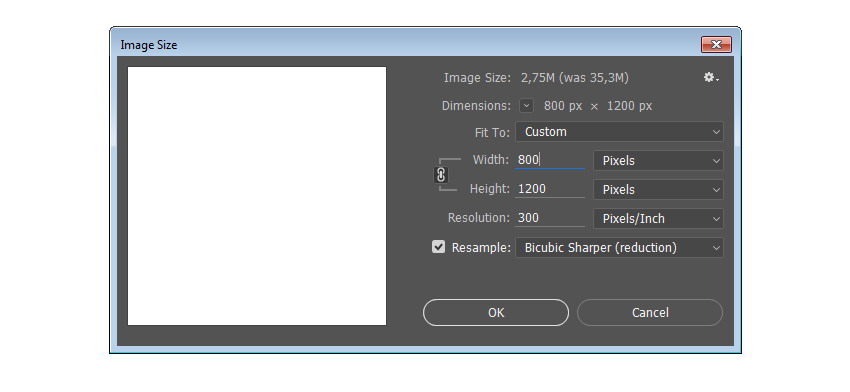 Image Size
Image Size: 2,75M (was 35,3M)
Dimensions: 800 px × 1200 px
Fit To: Custom
Width: 800 Pixels
Height: 1200 Pixels
Resolution: 300 Pixels/Inch
Resample: Bicubic Sharper (reduction)
OK Cancel